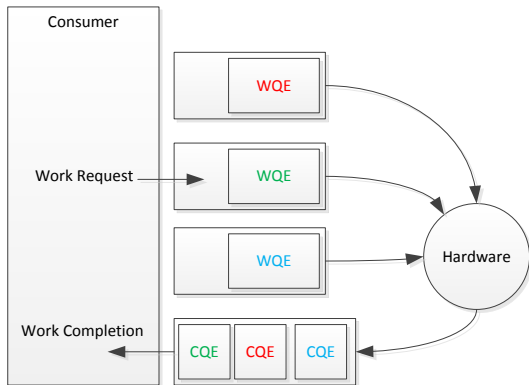 Consumer
WQE
Work Request
WQE
WQE
Hardware
Work Completion
CQE CQE CQE